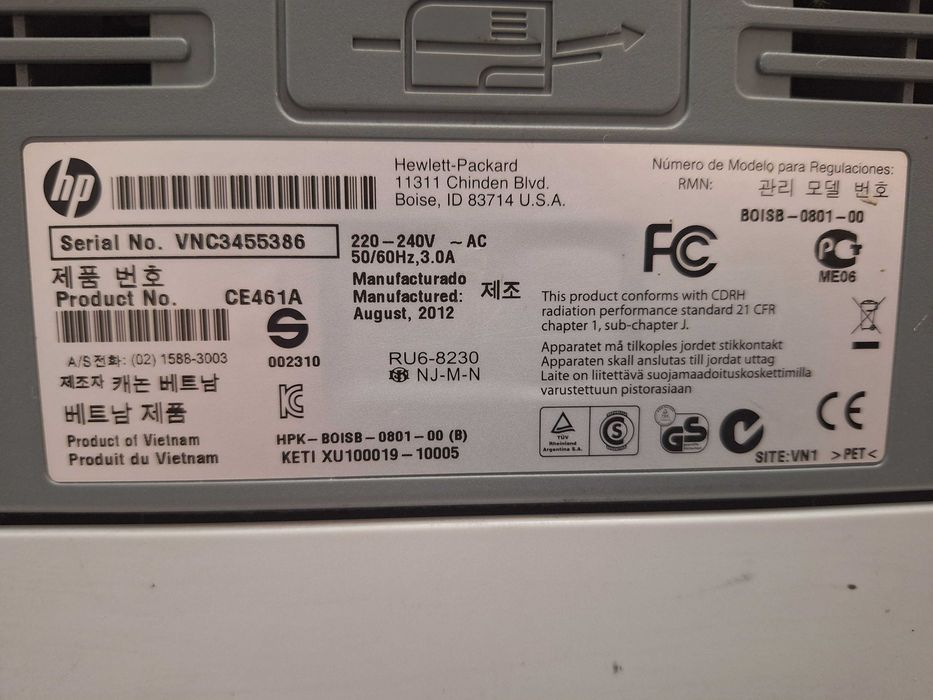 hp
Hewlett-Packard
11311 Chinden Blvd.
Boise, ID 83714 U.S.A.
Número de Modelo para Regulaciones:
RMN: 관리 모델 번호
BOISB-0801-00
Serial No. VNC3455386
220-240V ~ AC
50/60Hz,3.0A
FC
PG
ME06
제품 번호
Product No. CE461A
Manufacturado
Manufactured: 제조
August, 2012
This product conforms with CDRH
radiation performance standard 21 CFR
chapter 1, sub-chapter J.
S
002310
A/S전화: (02) 1588-3003
RU6-8230
NJ-M-N
Apparatet må tilkoples jordet stikkontakt
Apparaten skall anslutas till jordat uttag
Laite on liitettävä suojamaadoituskoskettimilla
varustettuun pistorasiaan
제조자 캐논 베트남
베트남 제품
KC
Product of Vietnam
Produit du Vietnam
HPK-BOISB-0801-00 (B)
KETI XU100019-10005
TÜV
Rheinland
Argentina S.A.
S
GS
CE
SITE:VN1 >PET<